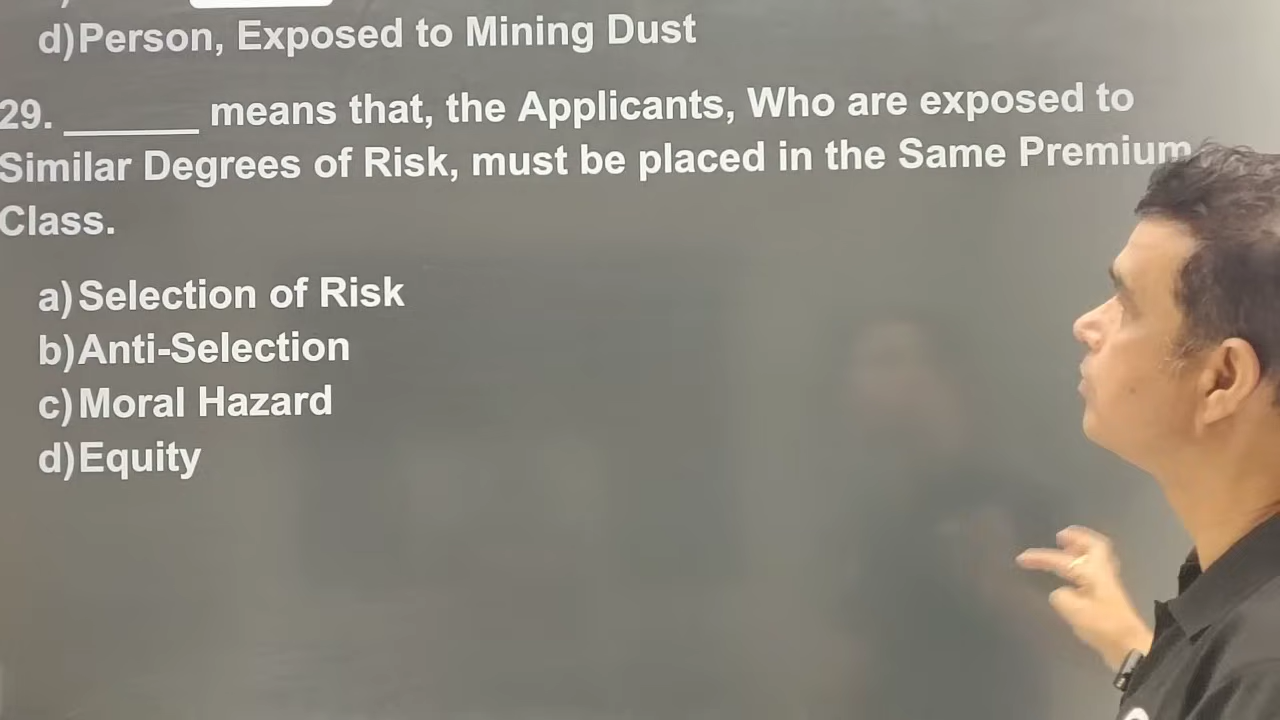 d)Person, Exposed to Mining Dust
29. ______ means that, the Applicants, Who are exposed to
Similar Degrees of Risk, must be placed in the Same Premium
Class.
a)Selection of Risk
b)Anti-Selection
c)Moral Hazard
d)Equity